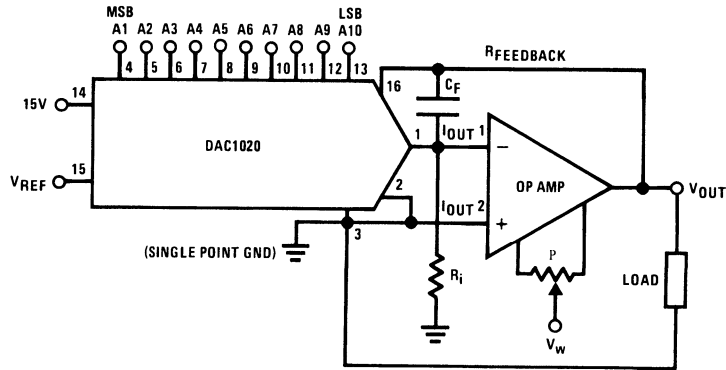 MSB LSB
A1 A2 A3 A4 A5 A6 A7 A8 A9 A10
4 5 6 7 8 9 10 11 12 13
RFEEDBACK
16
CF
14
15V
DAC1020
1 IOUT 1
−
15
VREF
OP AMP
VOUT
2
IOUT 2
+
3
(SINGLE POINT GND)
P
Ri
LOAD
VW